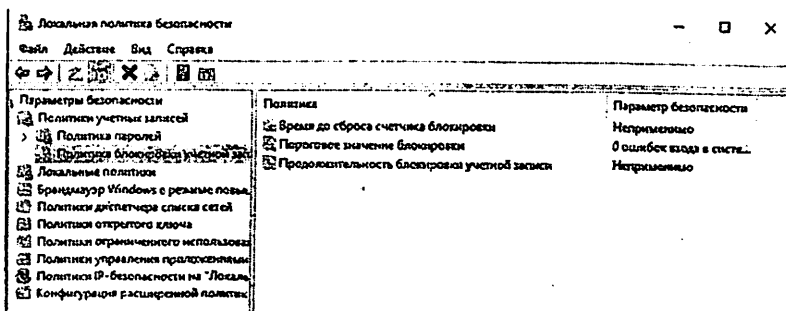 Локальная политика безопасности
Файл Действие Вид Справка
Параметры безопасности
Политики учетных записей
Политика паролей
Политика блокировки учетной запи
Локальные политики
Брандмауэр Windows в режиме повы
Политики диспетчера списка сетей
Политики открытого ключа
Политики ограниченного использова
Политики управления приложениями
Политики IP-безопасности на "Локаль
Конфигурация расширенной политик
Политика Параметр безопасности
Время до сброса счетчика блокировки Неприменимо
Пороговое значение блокировки 0 ошибок входа в систе...
Продолжительность блокировки учетной записи Неприменимо